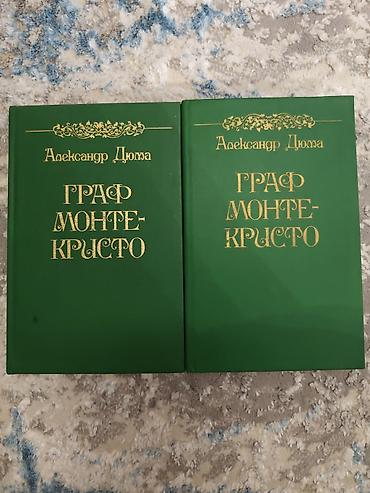 Александр Дюма
ГРАФ
МОНТЕ-
КРИСТО
Александр Дюма
ГРАФ
МОНТЕ-
КРИСТО